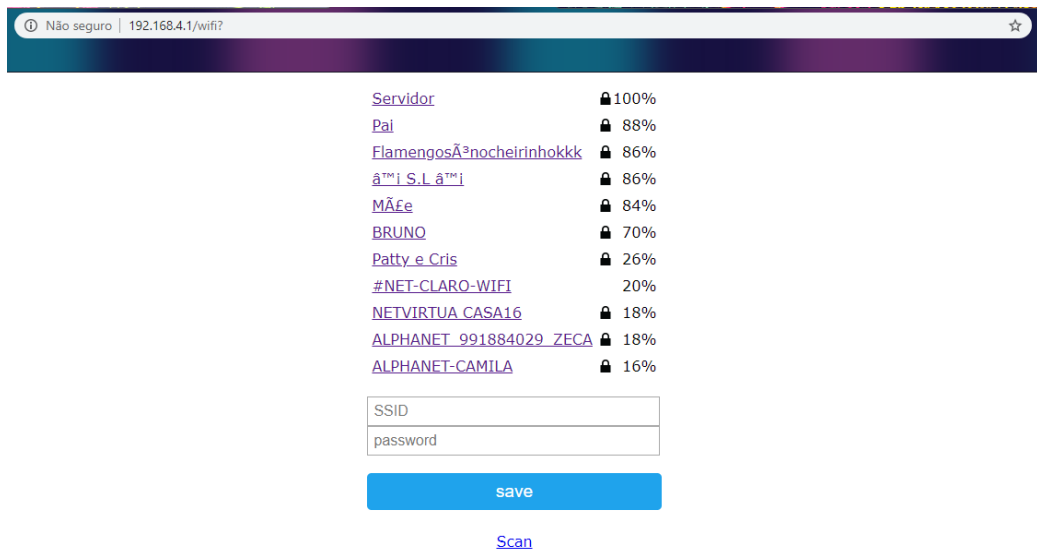 Não seguro | 192.168.4.1/wifi?
Servidor 100%
Pai 88%
FlamengosÃ³nocheirinhokkk 86%
â™¡ S.L â™¡ 86%
MÃ£e 84%
BRUNO 70%
Patty e Cris 26%
#NET-CLARO-WIFI 20%
NETVIRTUA CASA16 18%
ALPHANET_991884029_ZECA 18%
ALPHANET-CAMILA 16%
SSID
password
save
Scan